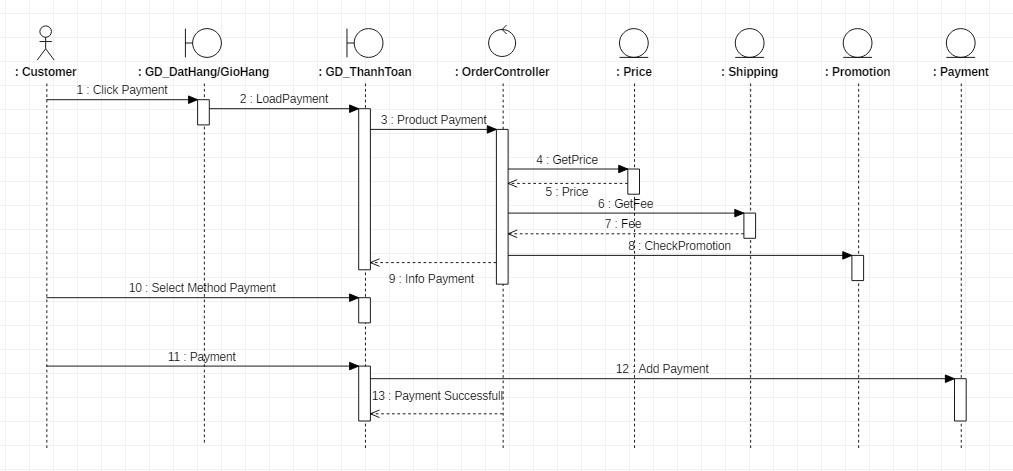 : Customer
: GD_DatHang/GioHang
: GD_ThanhToan
: OrderController
: Price
: Shipping
: Promotion
: Payment
1 : Click Payment
2 : LoadPayment
3 : Product Payment
4 : GetPrice
5 : Price
6 : GetFee
7 : Fee
8 : CheckPromotion
9 : Info Payment
10 : Select Method Payment
11 : Payment
12 : Add Payment
13 : Payment Successfull